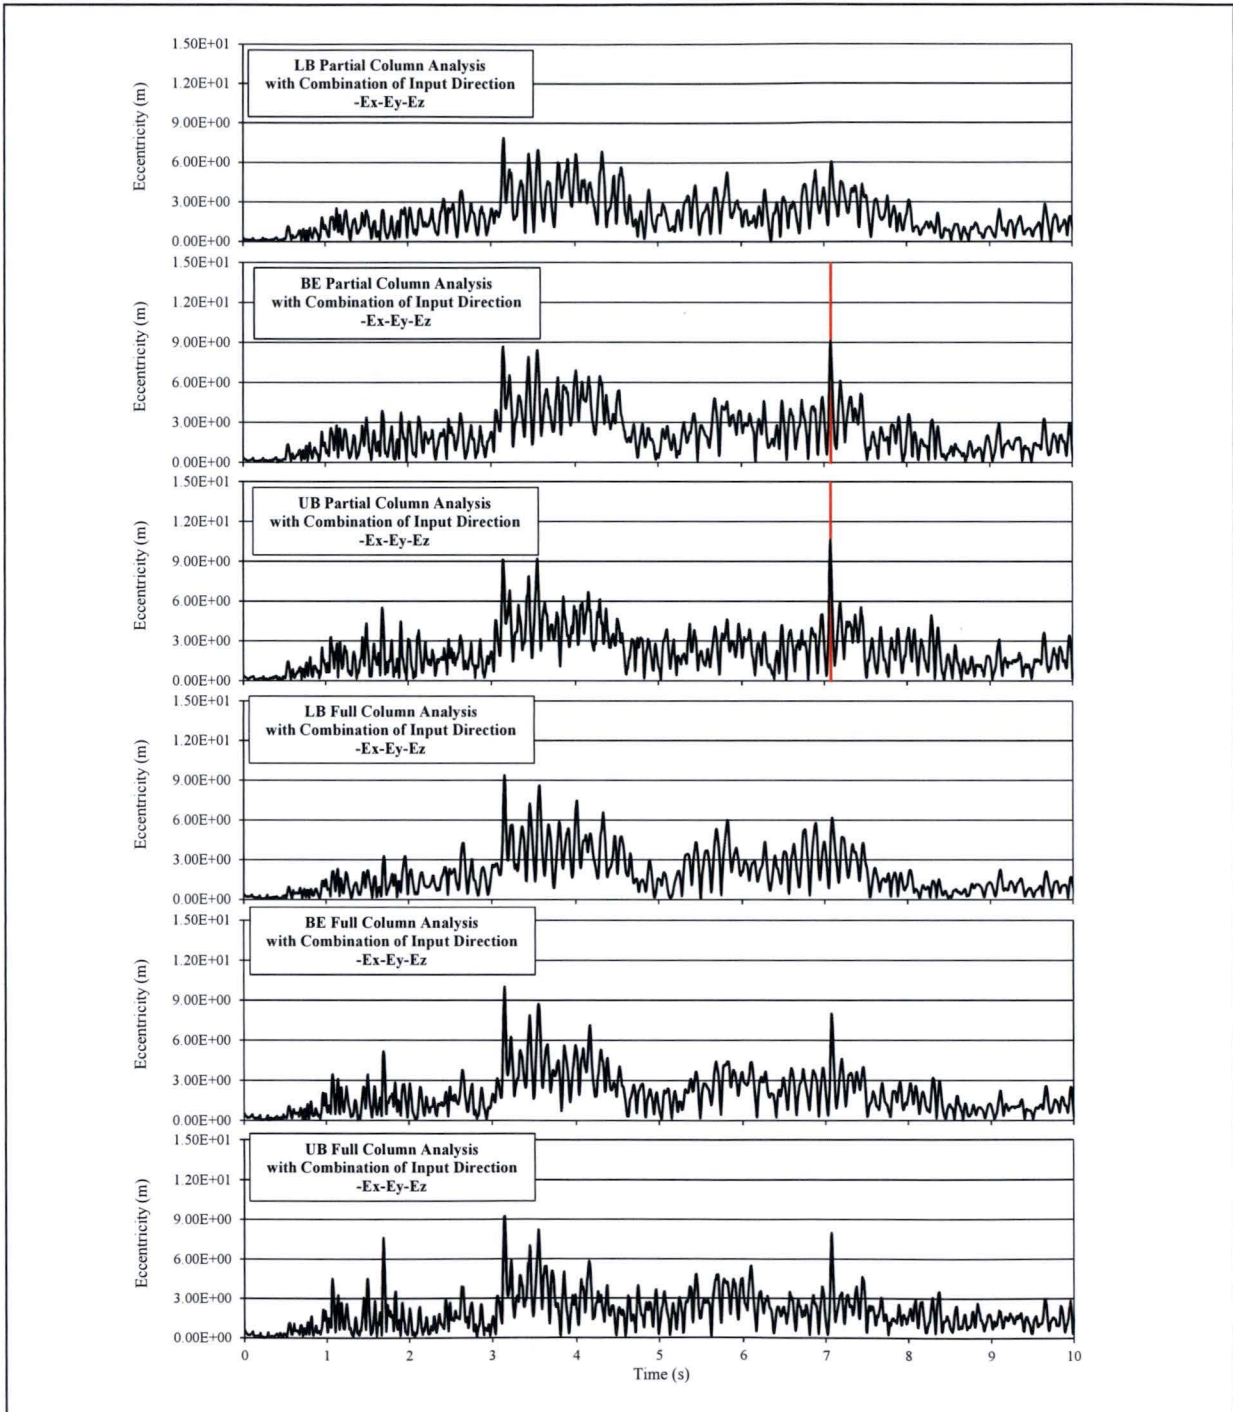 1.50E+01
LB Partial Column Analysis
with Combination of Input Direction
-Ex-Ey-Ez
1.20E+01
9.00E+00
6.00E+00
3.00E+00
0.00E+00
Eccentricity (m)
1.50E+01
BE Partial Column Analysis
with Combination of Input Direction
-Ex-Ey-Ez
1.20E+01
9.00E+00
6.00E+00
3.00E+00
0.00E+00
Eccentricity (m)
1.50E+01
UB Partial Column Analysis
with Combination of Input Direction
-Ex-Ey-Ez
1.20E+01
9.00E+00
6.00E+00
3.00E+00
0.00E+00
Eccentricity (m)
1.50E+01
LB Full Column Analysis
with Combination of Input Direction
-Ex-Ey-Ez
1.20E+01
9.00E+00
6.00E+00
3.00E+00
0.00E+00
Eccentricity (m)
1.50E+01
BE Full Column Analysis
with Combination of Input Direction
-Ex-Ey-Ez
1.20E+01
9.00E+00
6.00E+00
3.00E+00
0.00E+00
Eccentricity (m)
1.50E+01
UB Full Column Analysis
with Combination of Input Direction
-Ex-Ey-Ez
1.20E+01
9.00E+00
6.00E+00
3.00E+00
0.00E+00
Eccentricity (m)
0 1 2 3 4 5 6 7 8 9 10
Time (s)